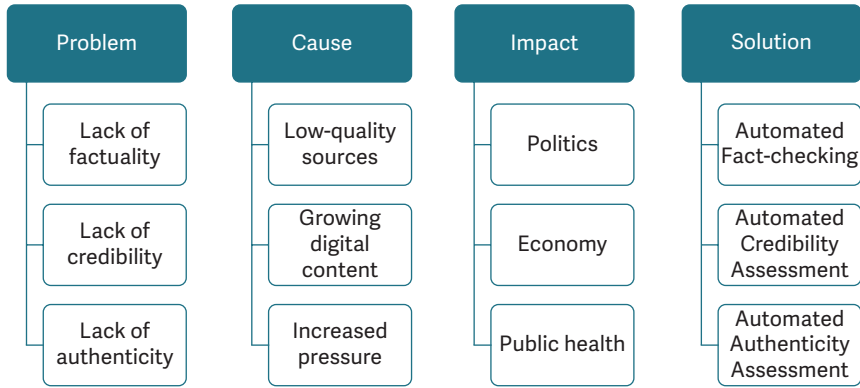 Problem
Lack of
factuality
Lack of
credibility
Lack of
authenticity
Cause
Low-quality
sources
Growing
digital
content
Increased
pressure
Impact
Politics
Economy
Public health
Solution
Automated
Fact-checking
Automated
Credibility
Assessment
Automated
Authenticity
Assessment